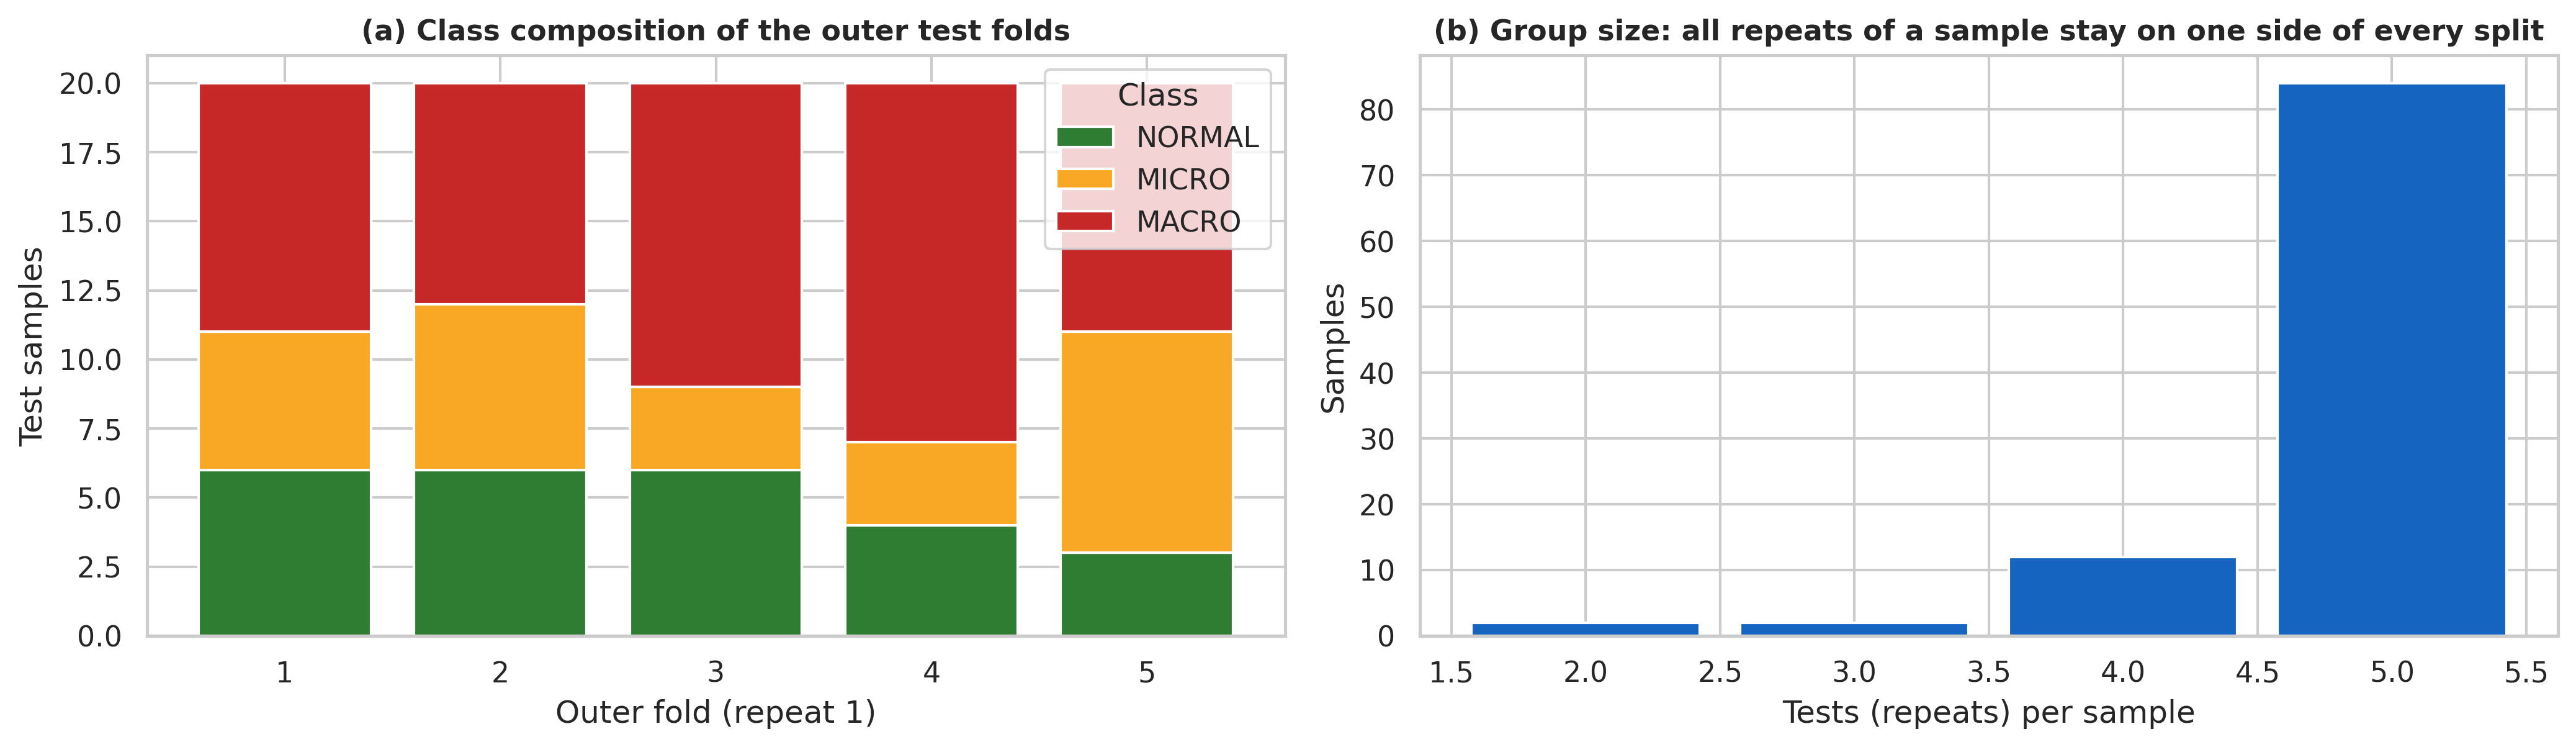 (a) Class composition of the outer test folds
Test samples
20.0
17.5
15.0
12.5
10.0
7.5
5.0
2.5
0.0
1 2 3 4 5
Outer fold (repeat 1)
Class
NORMAL
MICRO
MACRO
(b) Group size: all repeats of a sample stay on one side of every split
Samples
80
70
60
50
40
30
20
10
0
1.5 2.0 2.5 3.0 3.5 4.0 4.5 5.0 5.5
Tests (repeats) per sample